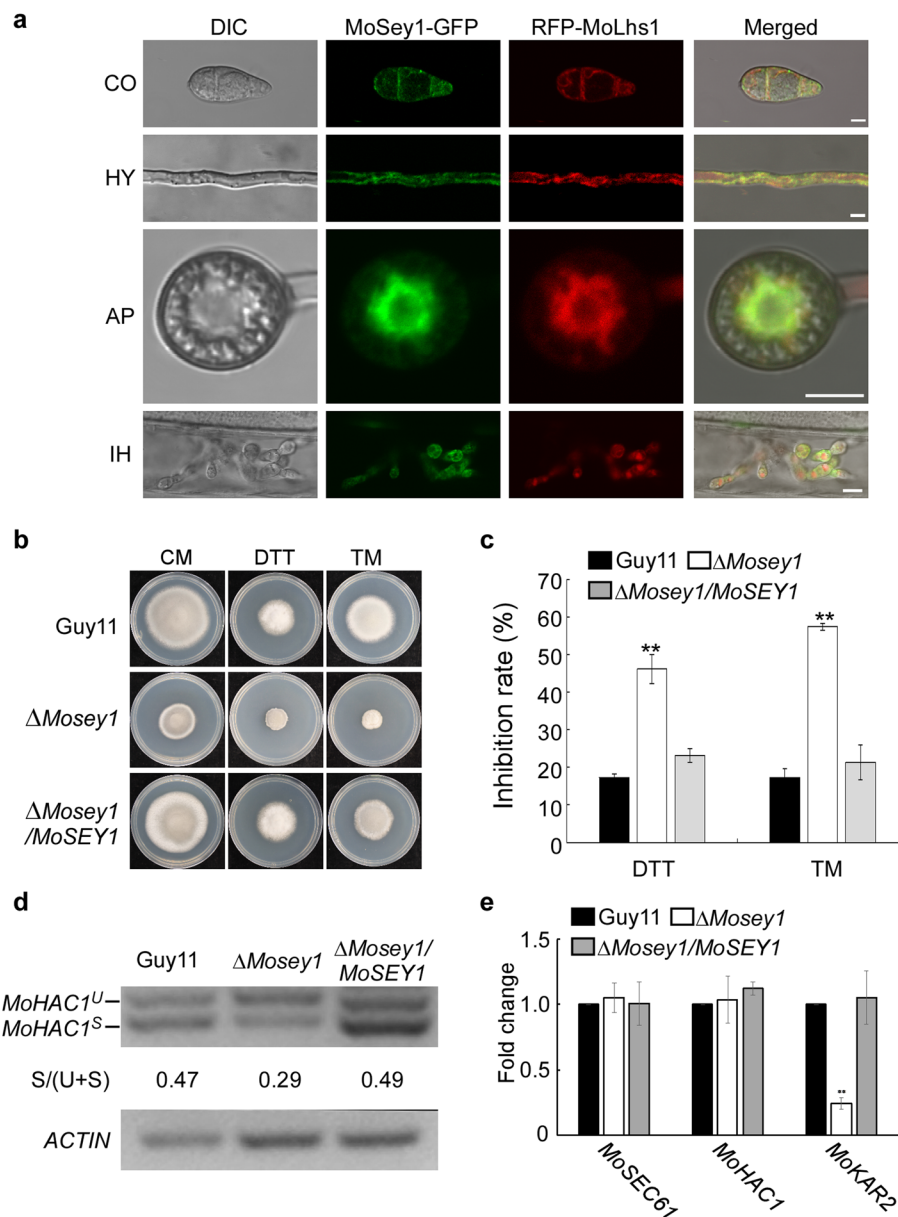 a
DIC MoSey1-GFP RFP-MoLhs1 Merged
CO
HY
AP
IH
b
CM DTT TM
Guy11
ΔMosey1
ΔMosey1
/MoSEY1
c
Guy11 ΔMosey1
ΔMosey1/MoSEY1
Inhibition rate (%)
70
60
50
40
30
20
10
0
** **
DTT TM
d
Guy11 ΔMosey1 ΔMosey1/
MoSEY1
MoHAC1U
MoHAC1S
S/(U+S) 0.47 0.29 0.49
ACTIN
e
Guy11 ΔMosey1
ΔMosey1/MoSEY1
Fold change
1.5
1.0
0.5
0
**
MoSEC61 MoHAC1 MoKAR2